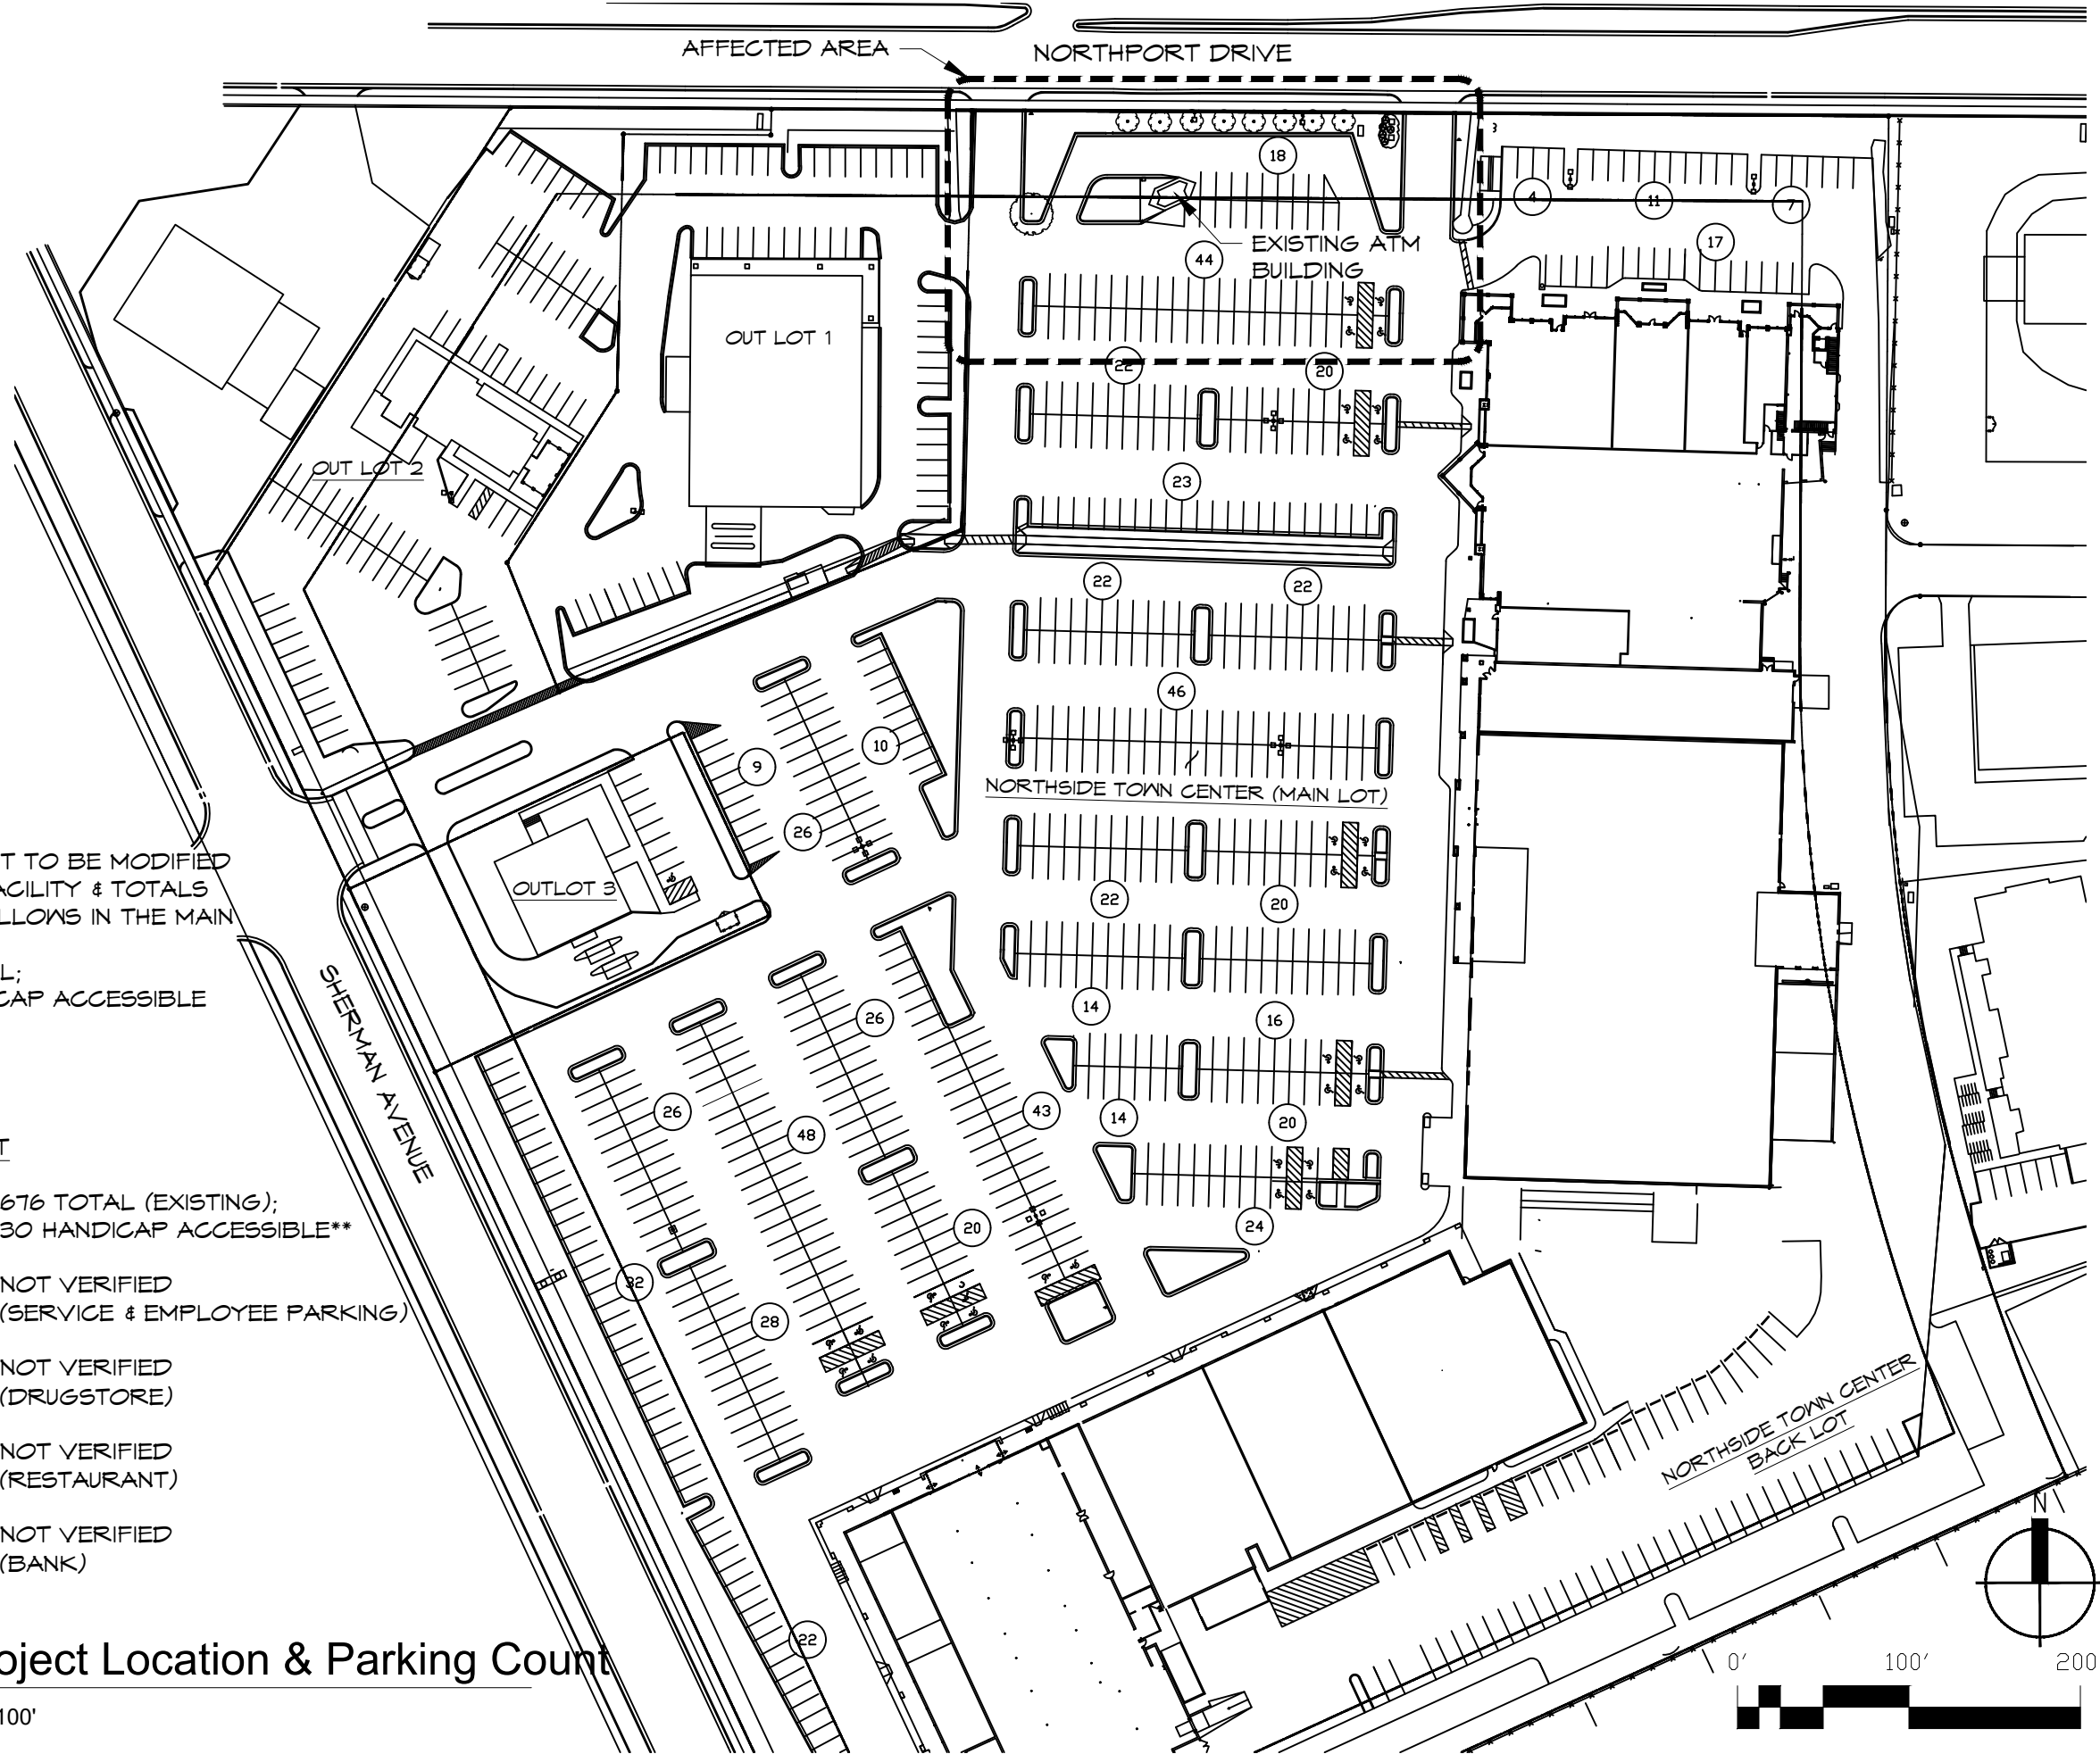 AFFECTED AREA
NORTHPORT DRIVE
18
4
11
7
17
EXISTING ATM
BUILDING
44
OUT LOT 1
22
20
OUT LOT 2
23
22
22
46
10
9
NORTHSIDE TOWN CENTER (MAIN LOT)
26
OUTLOT 3
22
20
T TO BE MODIFIED
ACILITY & TOTALS
LLOWS IN THE MAIN
L;
CAP ACCESSIBLE
SHERMAN AVENUE
26
14
16
26
48
43
14
20
T
676 TOTAL (EXISTING);
30 HANDICAP ACCESSIBLE**
20
24
NOT VERIFIED
(SERVICE & EMPLOYEE PARKING)
32
28
NOT VERIFIED
(DRUGSTORE)
NORTHSIDE TOWN CENTER
BACK LOT
NOT VERIFIED
(RESTAURANT)
N
NOT VERIFIED
(BANK)
22
oject Location & Parking Count
0'
100'
200
100'